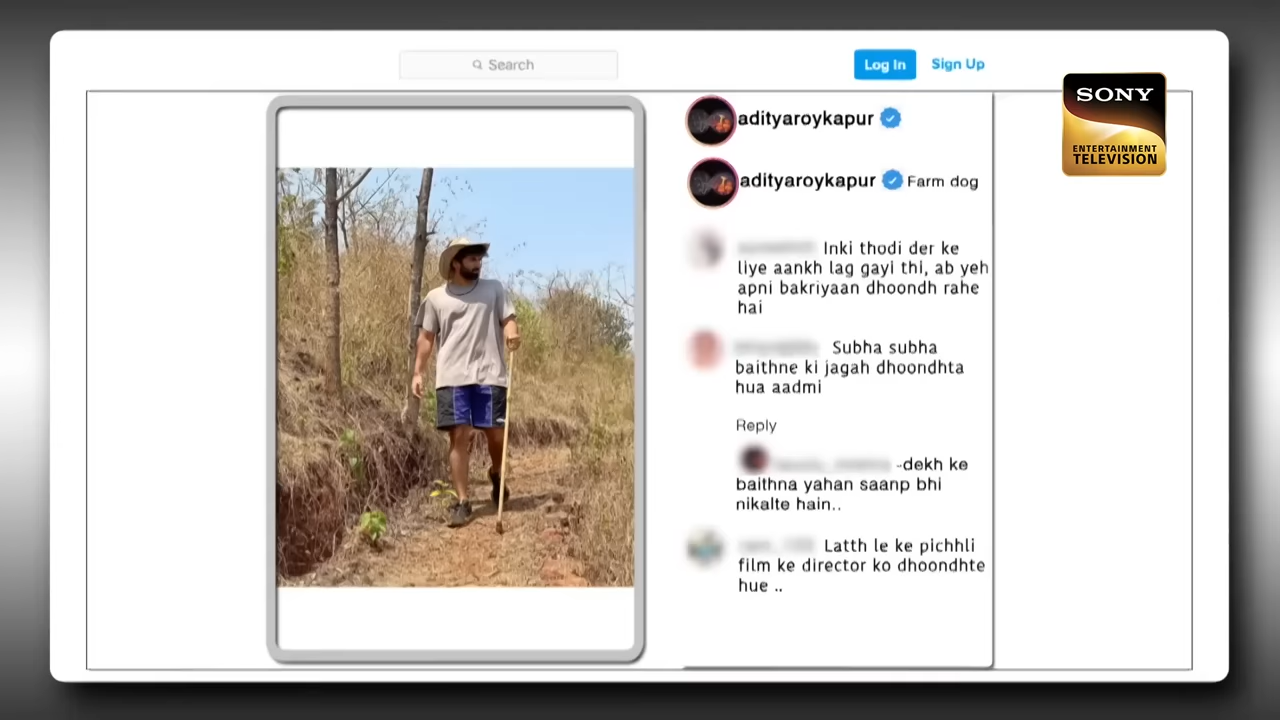 Search
Log In
Sign Up
SONY
ENTERTAINMENT
TELEVISION
adityaroykapur
adityaroykapur Farm dog
Inki thodi der ke
liye aankh lag gayi thi, ab yeh
apni bakriyaan dhoondh rahe
hai
Subha subha
baithne ki jagah dhoondhta
hua aadmi
Reply
-dekh ke
baithna yahan saanp bhi
nikalte hain..
Latth le ke pichhli
film ke director ko dhoondhte
hue ..